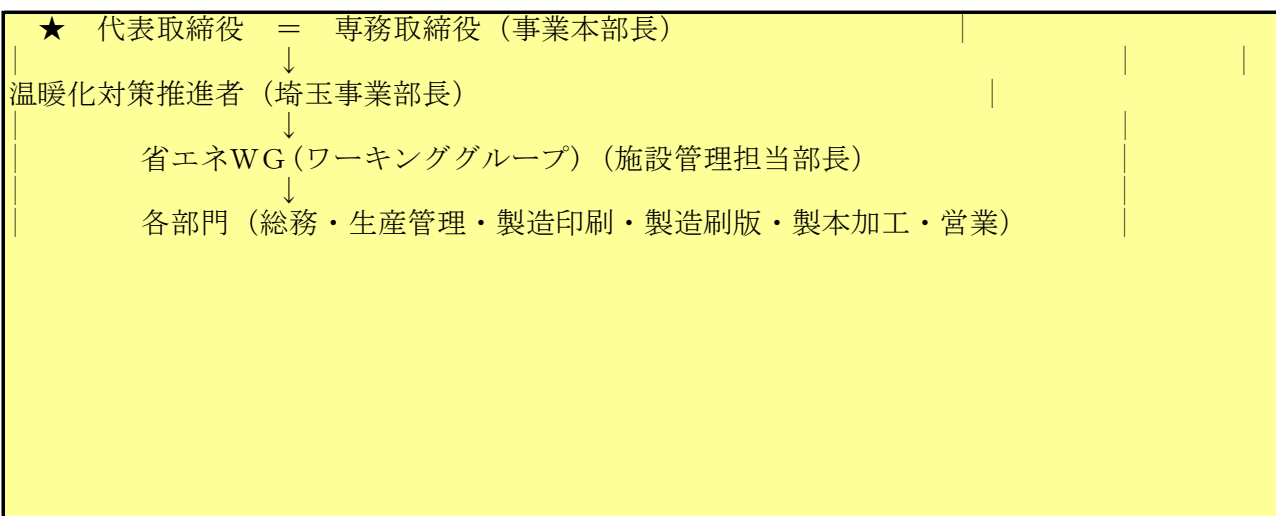 ★　代表取締役　＝　専務取締役（事業本部長）　｜
｜　↓　｜　｜
温暖化対策推進者（埼玉事業部長）　｜
｜　↓　｜
｜　省エネＷＧ（ワーキンググループ）（施設管理担当部長）　｜
｜　↓　｜
｜　各部門（総務・生産管理・製造印刷・製造刷版・製本加工・営業）　｜